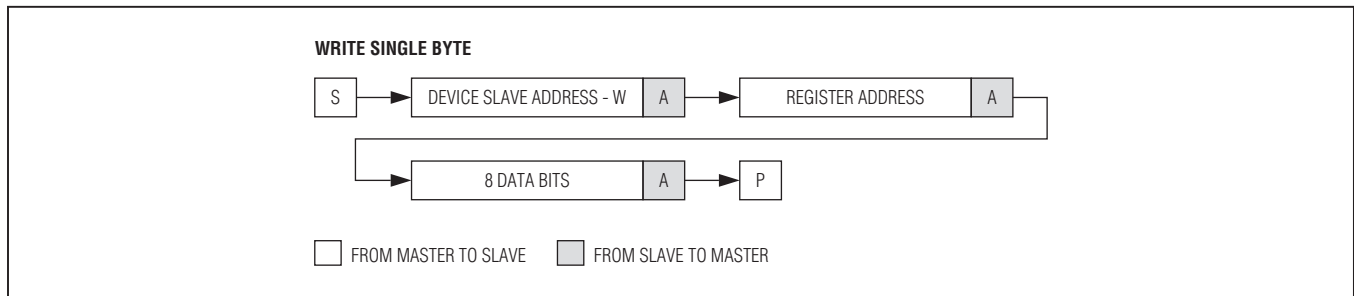 WRITE SINGLE BYTE
S DEVICE SLAVE ADDRESS - W A REGISTER ADDRESS A
8 DATA BITS A P
FROM MASTER TO SLAVE FROM SLAVE TO MASTER